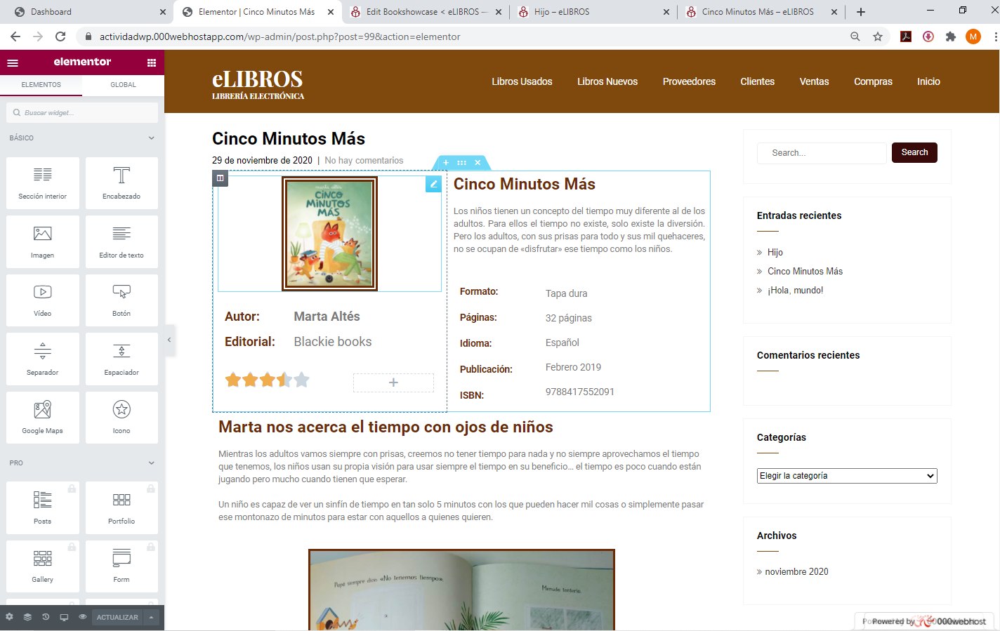 Dashboard
Elementor | Cinco Minutos Más
Edit Bookshowcase < eLIBROS —
Hijo – eLIBROS
Cinco Minutos Más – eLIBROS
actividadwp.000webhostapp.com/wp-admin/post.php?post=99&action=elementor
M
elementor
ELEMENTOS
GLOBAL
Buscar widget...
BÁSICO
Sección interior
Encabezado
Imagen
Editor de texto
Vídeo
Botón
Separador
Espaciador
Google Maps
Icono
PRO
Posts
Portfolio
Gallery
Form
ACTUALIZAR
eLIBROS
LIBRERÍA ELECTRÓNICA
Libros Usados
Libros Nuevos
Proveedores
Clientes
Ventas
Compras
Inicio
Cinco Minutos Más
29 de noviembre de 2020 | No hay comentarios
marta altés
CINCO
MINUTOS
MÁS
Autor: Marta Altés
Editorial: Blackie books
Cinco Minutos Más
Los niños tienen un concepto del tiempo muy diferente al de los
adultos. Para ellos el tiempo no existe, solo existe la diversión.
Pero los adultos, con sus prisas para todo y sus mil quehaceres,
no se ocupan de «disfrutar» ese tiempo como los niños.
Formato: Tapa dura
Páginas: 32 páginas
Idioma: Español
Publicación: Febrero 2019
ISBN: 9788417552091
Marta nos acerca el tiempo con ojos de niños
Mientras los adultos vamos siempre con prisas, creemos no tener tiempo para nada y no siempre aprovechamos el tiempo
que tenemos, los niños usan su propia visión para usar siempre el tiempo en su beneficio... el tiempo es poco cuando están
jugando pero mucho cuando tienen que esperar.
Un niño es capaz de ver un sinfín de tiempo en tan solo 5 minutos con los que pueden hacer mil cosas o simplemente pasar
ese montonazo de minutos para estar con aquellos a quienes quieren.
Papá siempre dice: «No tenemos tiempo».
Menuda tontería.
Search...
Search
Entradas recientes
Hijo
Cinco Minutos Más
¡Hola, mundo!
Comentarios recientes
Categorías
Elegir la categoría
Archivos
noviembre 2020
Powered by 000webhost